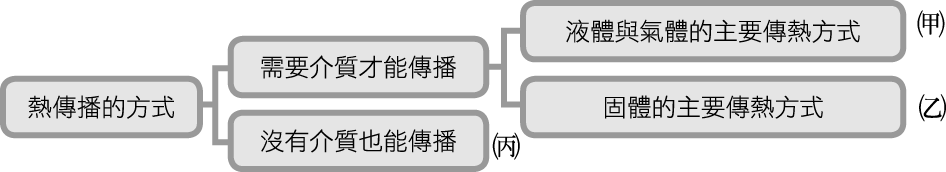 液體與氣體的主要傳熱方式 (甲)
需要介質才能傳播
熱傳播的方式
固體的主要傳熱方式 (乙)
沒有介質也能傳播 (丙)